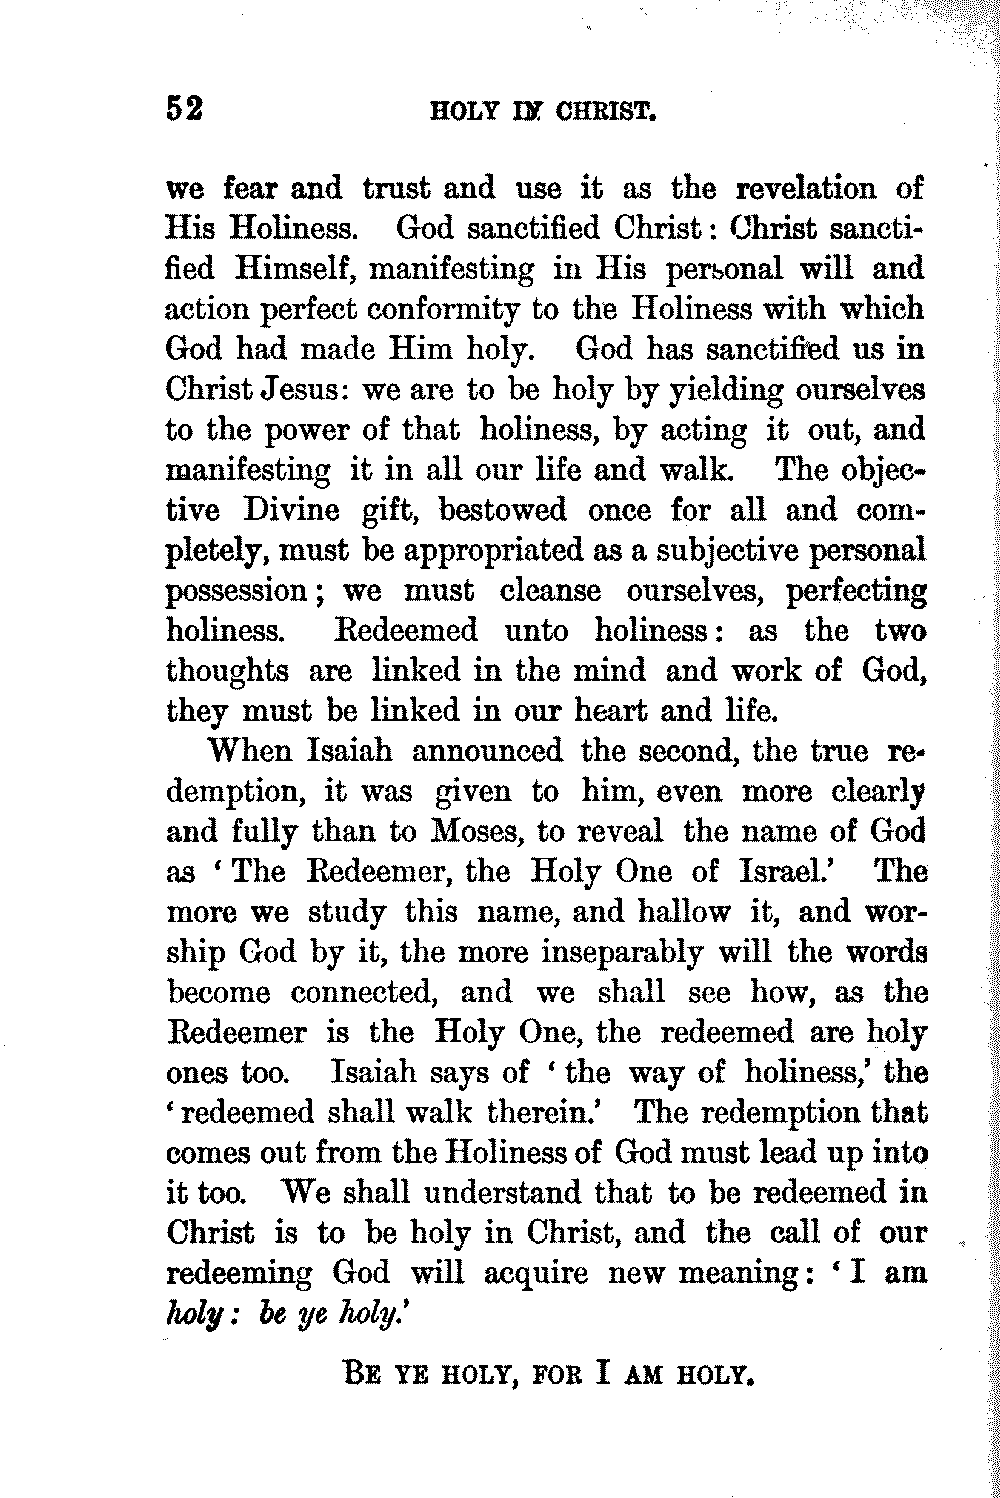 52 HOLY IN CHRIST.
we fear and trust and use it as the revelation of
His Holiness. God sanctified Christ: Christ sancti-
fied Himself, manifesting in His personal will and
action perfect conformity to the Holiness with which
God had made Him holy. God has sanctified us in
Christ Jesus: we are to be holy by yielding ourselves
to the power of that holiness, by acting it out, and
manifesting it in all our life and walk. The objec-
tive Divine gift, bestowed once for all and com-
pletely, must be appropriated as a subjective personal
possession; we must cleanse ourselves, perfecting
holiness. Redeemed unto holiness: as the two
thoughts are linked in the mind and work of God,
they must be linked in our heart and life.
When Isaiah announced the second, the true re-
demption, it was given to him, even more clearly
and fully than to Moses, to reveal the name of God
as ‘The Redeemer, the Holy One of Israel.’ The
more we study this name, and hallow it, and wor-
ship God by it, the more inseparably will the words
become connected, and we shall see how, as the
Redeemer is the Holy One, the redeemed are holy
ones too. Isaiah says of ‘the way of holiness,’ the
‘redeemed shall walk therein.’ The redemption that
comes out from the Holiness of God must lead up into
it too. We shall understand that to be redeemed in
Christ is to be holy in Christ, and the call of our
redeeming God will acquire new meaning: ‘I am
holy: be ye holy.’
BE YE HOLY, FOR I AM HOLY.